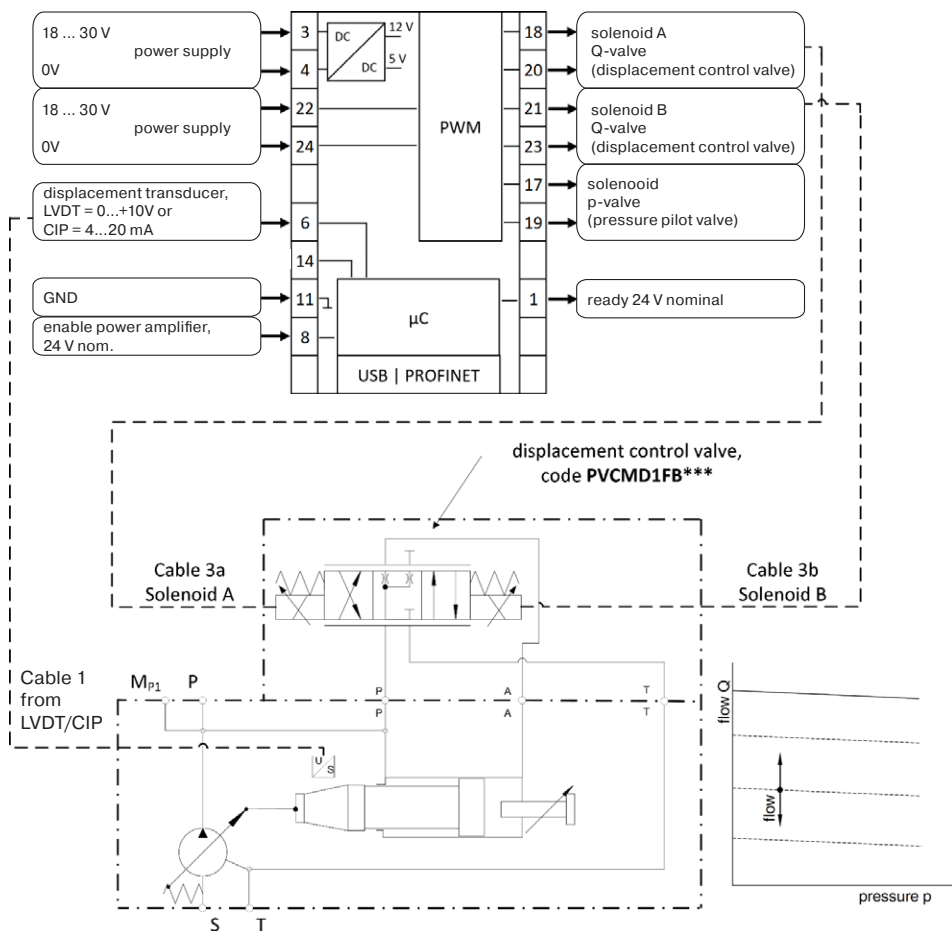 18 ... 30 V
power supply
0V
18 ... 30 V
power supply
0V
displacement transducer,
LVDT = 0...+10V or
CIP = 4...20 mA
GND
enable power amplifier,
24 V nom.
3
4
22
24
6
14
11
8
DC
DC
12 V
5 V
PWM
µC
USB | PROFINET
18
20
21
23
17
19
1
solenoid A
Q-valve
(displacement control valve)
solenoid B
Q-valve
(displacement control valve)
solenooid
p-valve
(pressure pilot valve)
ready 24 V nominal
displacement control valve,
code PVCMD1FB***
Cable 3a
Solenoid A
Cable 3b
Solenoid B
Cable 1
from
LVDT/CIP
MP1
P
P
A
T
P
A
T
U
S
S
T
flow Q
flow
pressure p